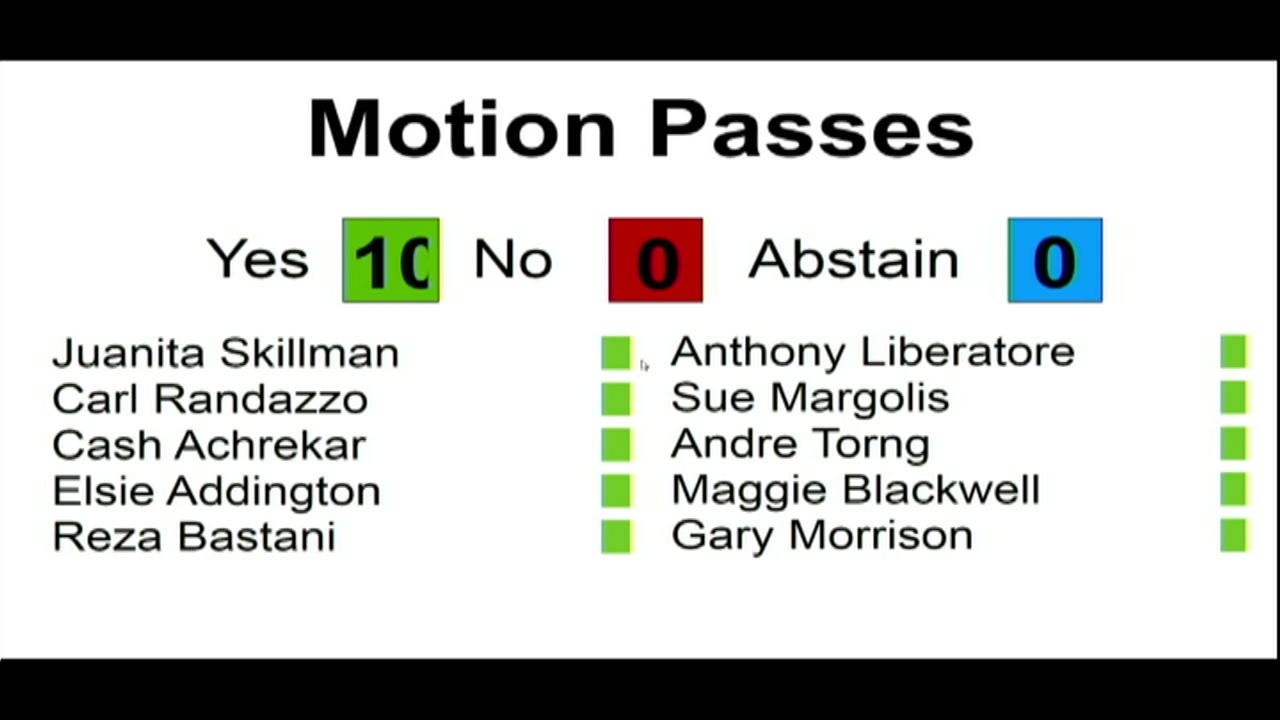 Motion Passes
Yes 10 No 0 Abstain 0
Juanita Skillman Anthony Liberatore
Carl Randazzo Sue Margolis
Cash Achrekar Andre Torng
Elsie Addington Maggie Blackwell
Reza Bastani Gary Morrison